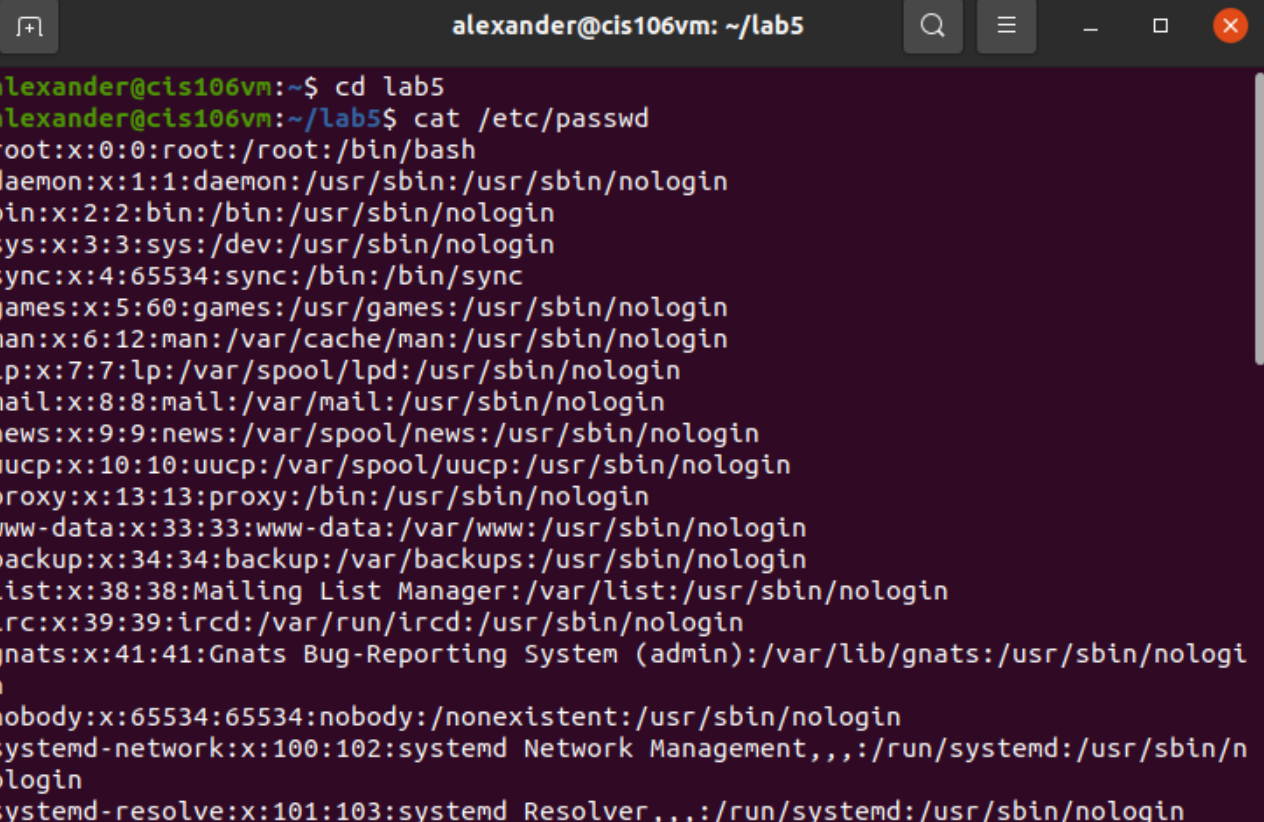 alexander@cis106vm: ~/lab5
alexander@cis106vm:~$ cd lab5
alexander@cis106vm:~/lab5$ cat /etc/passwd
root:x:0:0:root:/root:/bin/bash
daemon:x:1:1:daemon:/usr/sbin:/usr/sbin/nologin
bin:x:2:2:bin:/bin:/usr/sbin/nologin
sys:x:3:3:sys:/dev:/usr/sbin/nologin
sync:x:4:65534:sync:/bin:/bin/sync
games:x:5:60:games:/usr/games:/usr/sbin/nologin
man:x:6:12:man:/var/cache/man:/usr/sbin/nologin
lp:x:7:7:lp:/var/spool/lpd:/usr/sbin/nologin
mail:x:8:8:mail:/var/mail:/usr/sbin/nologin
news:x:9:9:news:/var/spool/news:/usr/sbin/nologin
uucp:x:10:10:uucp:/var/spool/uucp:/usr/sbin/nologin
proxy:x:13:13:proxy:/bin:/usr/sbin/nologin
www-data:x:33:33:www-data:/var/www:/usr/sbin/nologin
backup:x:34:34:backup:/var/backups:/usr/sbin/nologin
list:x:38:38:Mailing List Manager:/var/list:/usr/sbin/nologin
irc:x:39:39:ircd:/var/run/ircd:/usr/sbin/nologin
gnats:x:41:41:Gnats Bug-Reporting System (admin):/var/lib/gnats:/usr/sbin/nologi
n
nobody:x:65534:65534:nobody:/nonexistent:/usr/sbin/nologin
systemd-network:x:100:102:systemd Network Management,,,:/run/systemd:/usr/sbin/n
ologin
systemd-resolve:x:101:103:systemd Resolver,,,:/run/systemd:/usr/sbin/nologin